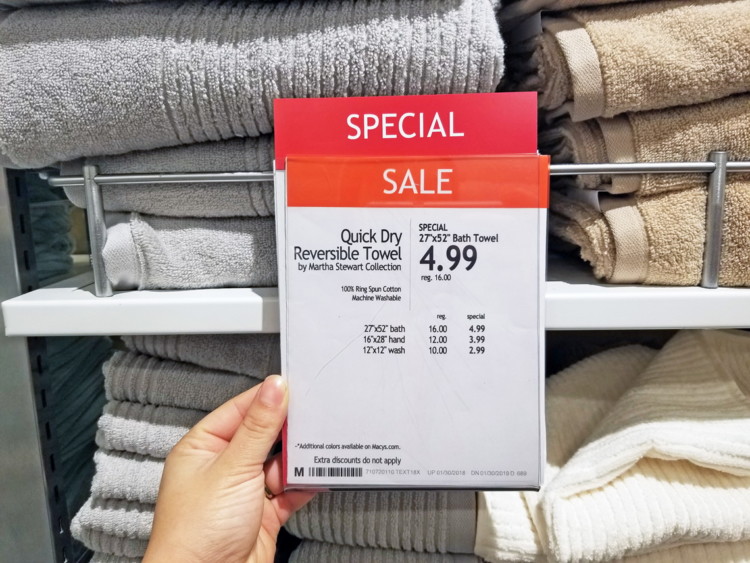 SPECIAL
SALE
Quick Dry
Reversible Towel
by Martha Stewart Collection
100% Ring Spun Cotton
Machine Washable
SPECIAL
27"x52" Bath Towel
4.99
reg. 16.00
reg. special
27"x52" bath 16.00 4.99
16"x28" hand 12.00 3.99
12"x12" wash 10.00 2.99
*Additional colors available on Macys.com.
Extra discounts do not apply
M